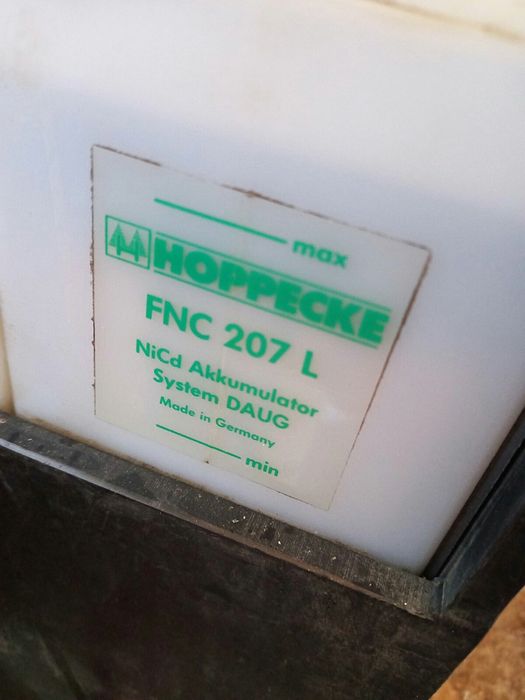 max
HOPPECKE
FNC 207 L
NiCd Akkumulator
System DAUG
Made in Germany
min